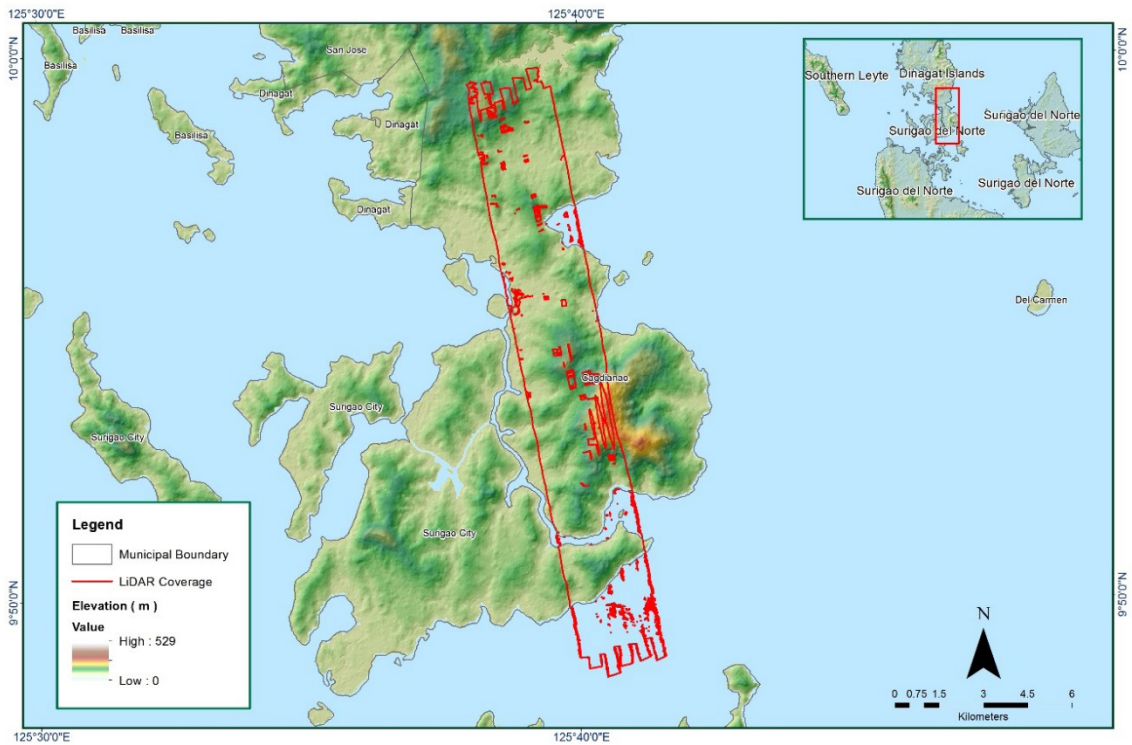 125°30'0"E
125°40'0"E
Basilisa
Basilisa
San Jose
Basilisa
10°0'0"N
10°0'0"N
Dinagat
Dinagat
Basilisa
Dinagat
Southern Leyte
Dinagat Islands
Surigao del Norte
Surigao del Norte
Surigao del Norte
Surigao del Norte
Del Carmen
Cagdianao
Surigao City
Surigao City
Surigao City
Legend
Municipal Boundary
LiDAR Coverage
Elevation ( m )
Value
High : 529
Low : 0
9°50'0"N
9°50'0"N
N
0 0.75 1.5 3 4.5 6
Kilometers
125°30'0"E
125°40'0"E